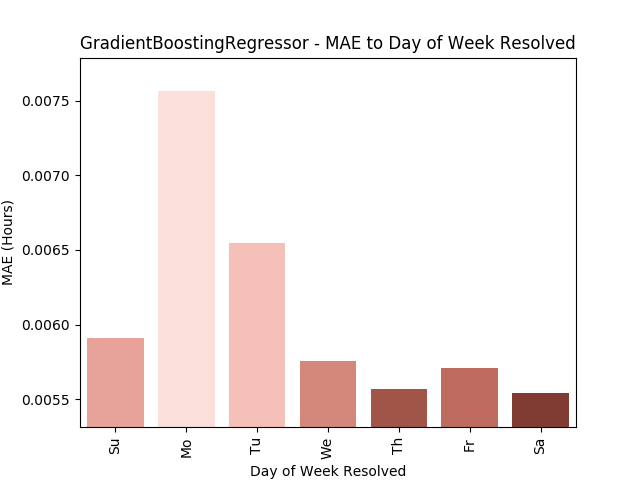 GradientBoostingRegressor - MAE to Day of Week Resolved
MAE (Hours)
0.0075
0.0070
0.0065
0.0060
0.0055
Su
Mo
Tu
We
Th
Fr
Sa
Day of Week Resolved